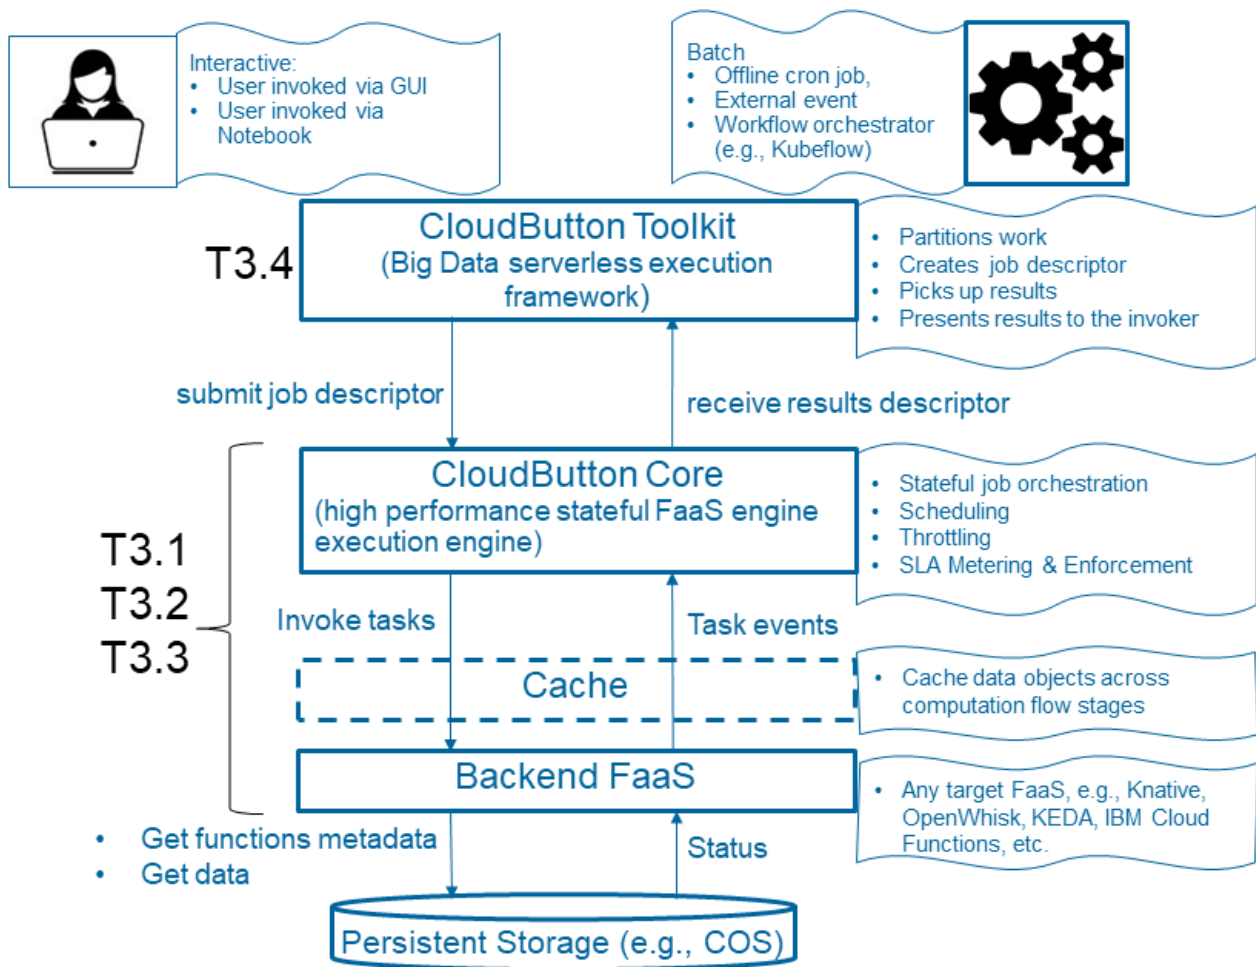 Interactive:
• User invoked via GUI
• User invoked via
Notebook
Batch
• Offline cron job,
• External event
• Workflow orchestrator
(e.g., Kubeflow)
CloudButton Toolkit
(Big Data serverless execution
framework)
T3.4
• Partitions work
• Creates job descriptor
• Picks up results
• Presents results to the invoker
submit job descriptor
receive results descriptor
CloudButton Core
(high performance stateful FaaS engine
execution engine)
• Stateful job orchestration
• Scheduling
• Throttling
• SLA Metering & Enforcement
T3.1
T3.2
T3.3
Invoke tasks
Task events
Cache
• Cache data objects across
computation flow stages
Backend FaaS
• Any target FaaS, e.g., Knative,
OpenWhisk, KEDA, IBM Cloud
Functions, etc.
• Get functions metadata
• Get data
Status
Persistent Storage (e.g., COS)